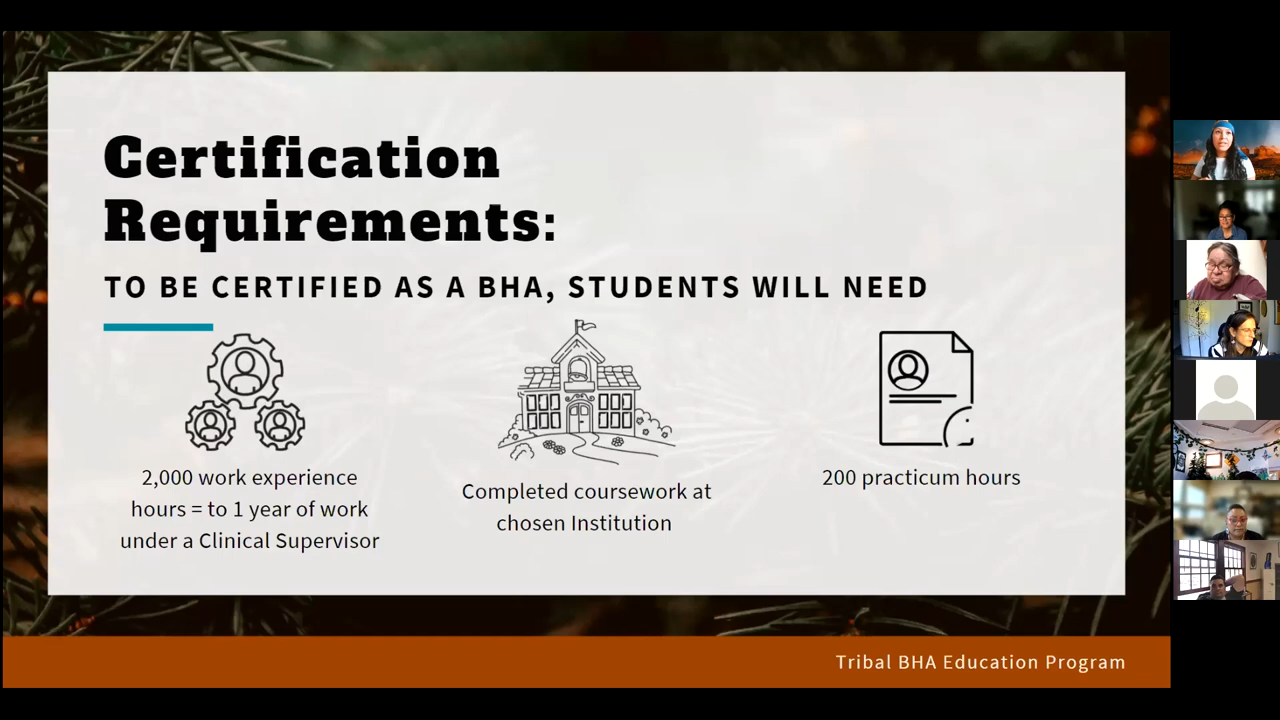 Certification
Requirements:
TO BE CERTIFIED AS A BHA, STUDENTS WILL NEED
2,000 work experience
hours = to 1 year of work
under a Clinical Supervisor
Completed coursework at
chosen Institution
200 practicum hours
Tribal BHA Education Program